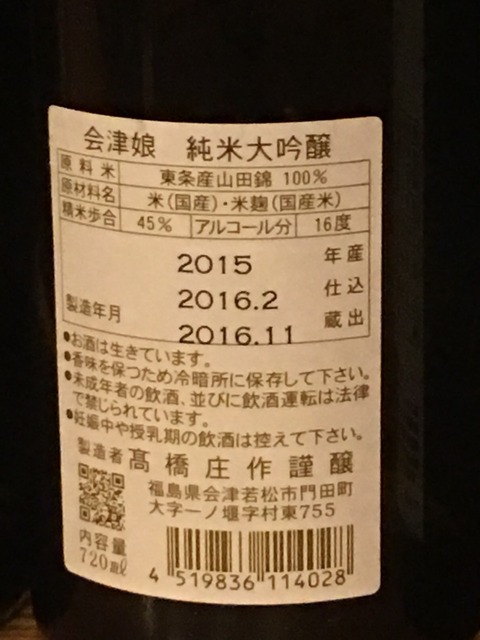 会津娘 純米大吟醸
原料米 東条産山田錦 100%
原材料名 米(国産)・米麹(国産米)
精米歩合 45% アルコール分 16度
2015 年産
2016.2 仕込
製造年月 2016.11 蔵出
●お酒は生きています。
●香味を保つため冷暗所に保存して下さい。
●未成年者の飲酒、並びに飲酒運転は法律
で禁じられています。
●妊娠中や授乳期の飲酒は控えて下さい。
製造者 髙橋庄作謹醸
福島県会津若松市門田町
大字一ノ堰字村東755
内容量
720㎖
4 519836 114028